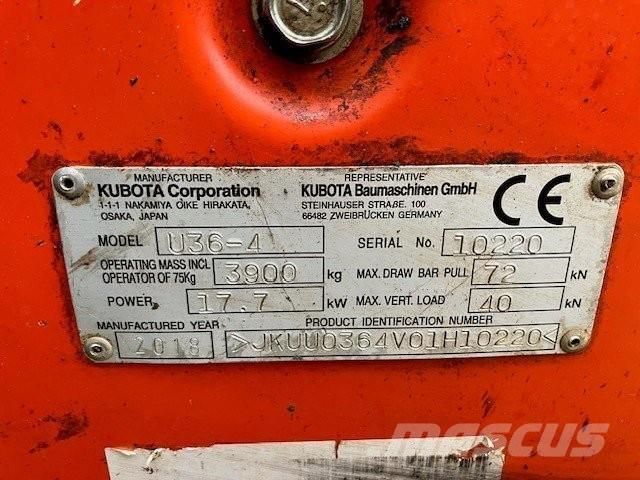 MANUFACTURER
KUBOTA Corporation
1-1-1 NAKAMIYA OIKE HIRAKATA,
OSAKA, JAPAN
REPRESENTATIVE
KUBOTA Baumaschinen GmbH
STEINHAUSER STRAßE. 100
66482 ZWEIBRÜCKEN GERMANY
CE
MODEL U36-4 SERIAL No. 10220
OPERATING MASS INCL
OPERATOR OF 75Kg 3900 kg MAX. DRAW BAR PULL 72 kN
POWER 17.7 kW MAX. VERT. LOAD 40 kN
MANUFACTURED YEAR PRODUCT IDENTIFICATION NUMBER
2018 >JKUU0364V01H10220<
mascus